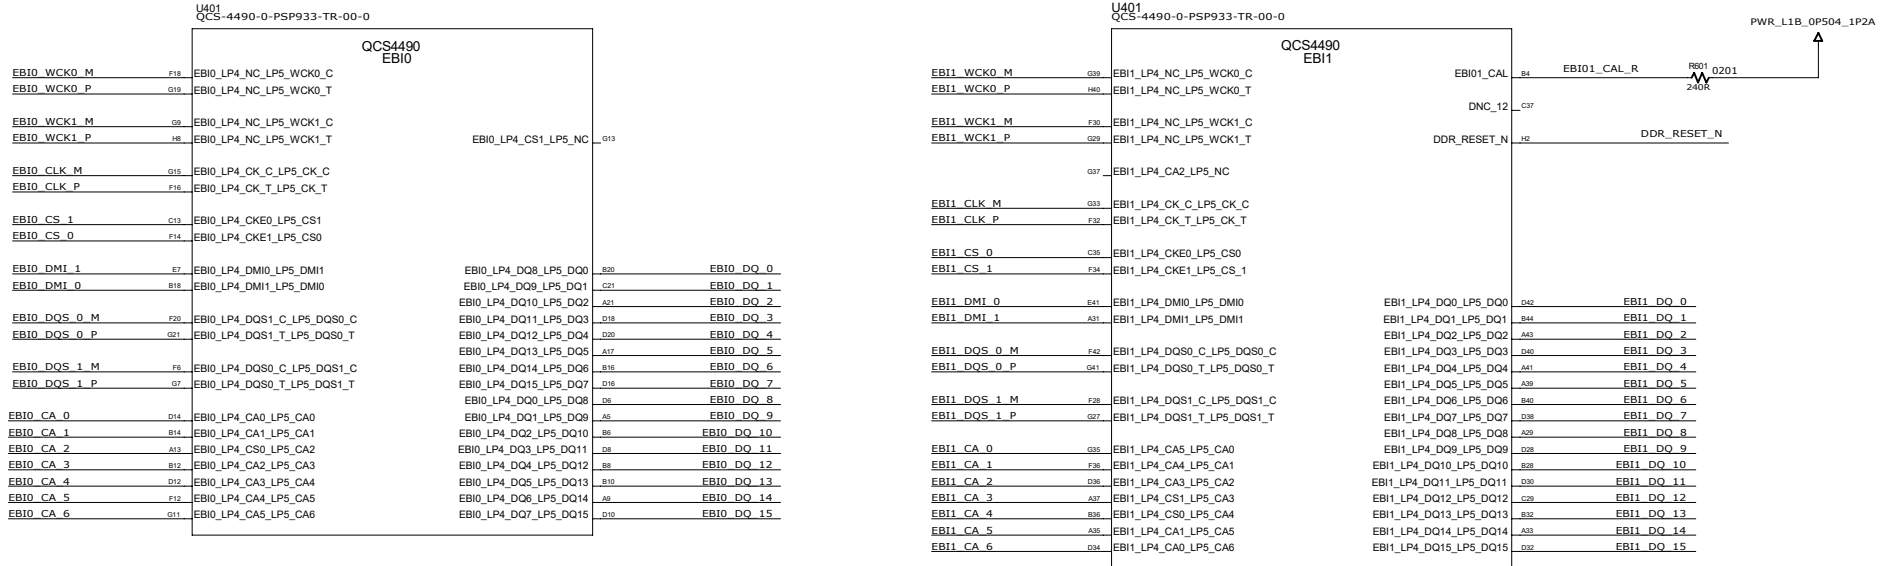 U401
QCS-4490-0-PSP933-TR-00-0
QCS4490
EBI0
EBI0_WCK0_M F18 EBI0_LP4_NC_LP5_WCK0_C
EBI0_WCK0_P G19 EBI0_LP4_NC_LP5_WCK0_T
EBI0_WCK1_M G9 EBI0_LP4_NC_LP5_WCK1_C
EBI0_WCK1_P H8 EBI0_LP4_NC_LP5_WCK1_T EBI0_LP4_CS1_LP5_NC G13
EBI0_CLK_M G15 EBI0_LP4_CK_C_LP5_CK_C
EBI0_CLK_P F16 EBI0_LP4_CK_T_LP5_CK_T
EBI0_CS_1 C13 EBI0_LP4_CKE0_LP5_CS1
EBI0_CS_0 F14 EBI0_LP4_CKE1_LP5_CS0
EBI0_DMI_1 E7 EBI0_LP4_DMI0_LP5_DMI1 EBI0_LP4_DQ8_LP5_DQ0 B20 EBI0_DQ_0
EBI0_DMI_0 B18 EBI0_LP4_DMI1_LP5_DMI0 EBI0_LP4_DQ9_LP5_DQ1 C21 EBI0_DQ_1
EBI0_LP4_DQ10_LP5_DQ2 A21 EBI0_DQ_2
EBI0_DQS_0_M F20 EBI0_LP4_DQS1_C_LP5_DQS0_C EBI0_LP4_DQ11_LP5_DQ3 D18 EBI0_DQ_3
EBI0_DQS_0_P G21 EBI0_LP4_DQS1_T_LP5_DQS0_T EBI0_LP4_DQ12_LP5_DQ4 D20 EBI0_DQ_4
EBI0_LP4_DQ13_LP5_DQ5 A17 EBI0_DQ_5
EBI0_DQS_1_M F6 EBI0_LP4_DQS0_C_LP5_DQS1_C EBI0_LP4_DQ14_LP5_DQ6 B16 EBI0_DQ_6
EBI0_DQS_1_P G7 EBI0_LP4_DQS0_T_LP5_DQS1_T EBI0_LP4_DQ15_LP5_DQ7 D16 EBI0_DQ_7
EBI0_LP4_DQ0_LP5_DQ8 D6 EBI0_DQ_8
EBI0_CA_0 D14 EBI0_LP4_CA0_LP5_CA0 EBI0_LP4_DQ1_LP5_DQ9 A5 EBI0_DQ_9
EBI0_CA_1 B14 EBI0_LP4_CA1_LP5_CA1 EBI0_LP4_DQ2_LP5_DQ10 B6 EBI0_DQ_10
EBI0_CA_2 A13 EBI0_LP4_CS0_LP5_CA2 EBI0_LP4_DQ3_LP5_DQ11 D8 EBI0_DQ_11
EBI0_CA_3 B12 EBI0_LP4_CA2_LP5_CA3 EBI0_LP4_DQ4_LP5_DQ12 B8 EBI0_DQ_12
EBI0_CA_4 D12 EBI0_LP4_CA3_LP5_CA4 EBI0_LP4_DQ5_LP5_DQ13 B10 EBI0_DQ_13
EBI0_CA_5 F12 EBI0_LP4_CA4_LP5_CA5 EBI0_LP4_DQ6_LP5_DQ14 A9 EBI0_DQ_14
EBI0_CA_6 G11 EBI0_LP4_CA5_LP5_CA6 EBI0_LP4_DQ7_LP5_DQ15 D10 EBI0_DQ_15
U401
QCS-4490-0-PSP933-TR-00-0
PWR_L1B_0P504_1P2A
QCS4490
EBI1
EBI1_WCK0_M G39 EBI1_LP4_NC_LP5_WCK0_C EBI01_CAL B4 EBI01_CAL_R R601 0201
240R
EBI1_WCK0_P H40 EBI1_LP4_NC_LP5_WCK0_T
DNC_12 C37
EBI1_WCK1_M F30 EBI1_LP4_NC_LP5_WCK1_C
EBI1_WCK1_P G29 EBI1_LP4_NC_LP5_WCK1_T DDR_RESET_N H2 DDR_RESET_N
G37 EBI1_LP4_CA2_LP5_NC
EBI1_CLK_M G33 EBI1_LP4_CK_C_LP5_CK_C
EBI1_CLK_P F32 EBI1_LP4_CK_T_LP5_CK_T
EBI1_CS_0 C35 EBI1_LP4_CKE0_LP5_CS0
EBI1_CS_1 F34 EBI1_LP4_CKE1_LP5_CS_1
EBI1_DMI_0 E41 EBI1_LP4_DMI0_LP5_DMI0 EBI1_LP4_DQ0_LP5_DQ0 D42 EBI1_DQ_0
EBI1_DMI_1 A31 EBI1_LP4_DMI1_LP5_DMI1 EBI1_LP4_DQ1_LP5_DQ1 B44 EBI1_DQ_1
EBI1_LP4_DQ2_LP5_DQ2 A43 EBI1_DQ_2
EBI1_DQS_0_M F42 EBI1_LP4_DQS0_C_LP5_DQS0_C EBI1_LP4_DQ3_LP5_DQ3 D40 EBI1_DQ_3
EBI1_DQS_0_P G41 EBI1_LP4_DQS0_T_LP5_DQS0_T EBI1_LP4_DQ4_LP5_DQ4 A41 EBI1_DQ_4
EBI1_LP4_DQ5_LP5_DQ5 A39 EBI1_DQ_5
EBI1_DQS_1_M F28 EBI1_LP4_DQS1_C_LP5_DQS1_C EBI1_LP4_DQ6_LP5_DQ6 B40 EBI1_DQ_6
EBI1_DQS_1_P G27 EBI1_LP4_DQS1_T_LP5_DQS1_T EBI1_LP4_DQ7_LP5_DQ7 D38 EBI1_DQ_7
EBI1_LP4_DQ8_LP5_DQ8 A29 EBI1_DQ_8
EBI1_CA_0 G35 EBI1_LP4_CA5_LP5_CA0 EBI1_LP4_DQ9_LP5_DQ9 D28 EBI1_DQ_9
EBI1_CA_1 F36 EBI1_LP4_CA4_LP5_CA1 EBI1_LP4_DQ10_LP5_DQ10 B28 EBI1_DQ_10
EBI1_CA_2 D36 EBI1_LP4_CA3_LP5_CA2 EBI1_LP4_DQ11_LP5_DQ11 D30 EBI1_DQ_11
EBI1_CA_3 A37 EBI1_LP4_CS1_LP5_CA3 EBI1_LP4_DQ12_LP5_DQ12 C29 EBI1_DQ_12
EBI1_CA_4 B36 EBI1_LP4_CS0_LP5_CA4 EBI1_LP4_DQ13_LP5_DQ13 B32 EBI1_DQ_13
EBI1_CA_5 A35 EBI1_LP4_CA1_LP5_CA5 EBI1_LP4_DQ14_LP5_DQ14 A33 EBI1_DQ_14
EBI1_CA_6 D34 EBI1_LP4_CA0_LP5_CA6 EBI1_LP4_DQ15_LP5_DQ15 D32 EBI1_DQ_15